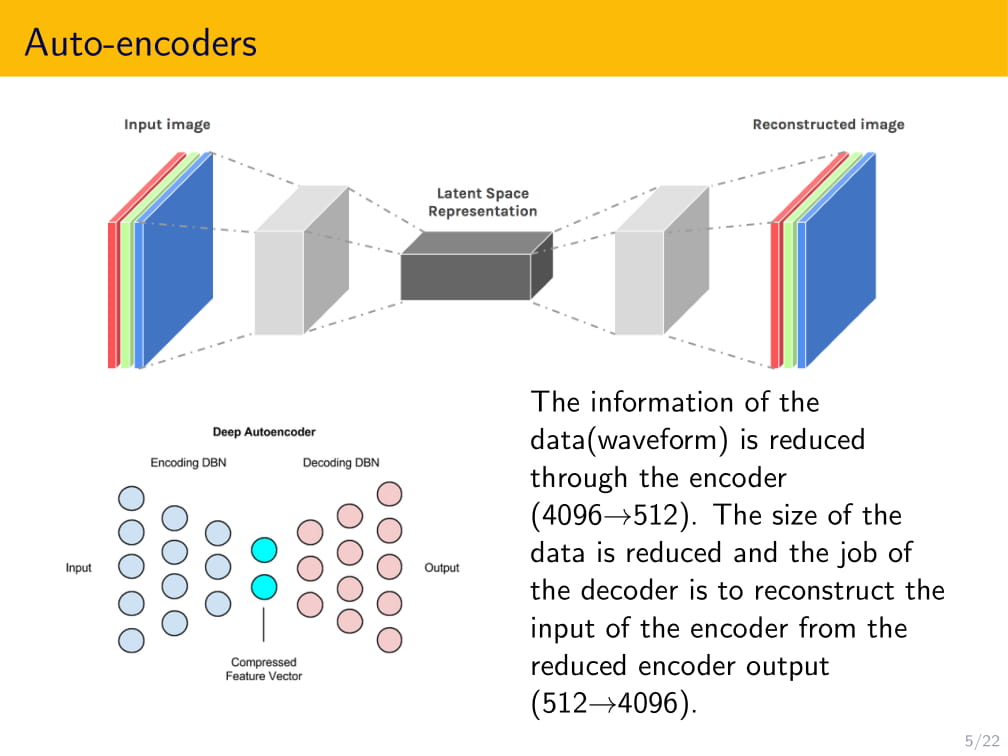 Auto-encoders
Input image
Reconstructed image
Latent Space
Representation
Deep Autoencoder
Encoding DBN
Decoding DBN
Input
Output
Compressed
Feature Vector
The information of the
data(waveform) is reduced
through the encoder
(4096→512). The size of the
data is reduced and the job of
the decoder is to reconstruct the
input of the encoder from the
reduced encoder output
(512→4096).
5/22